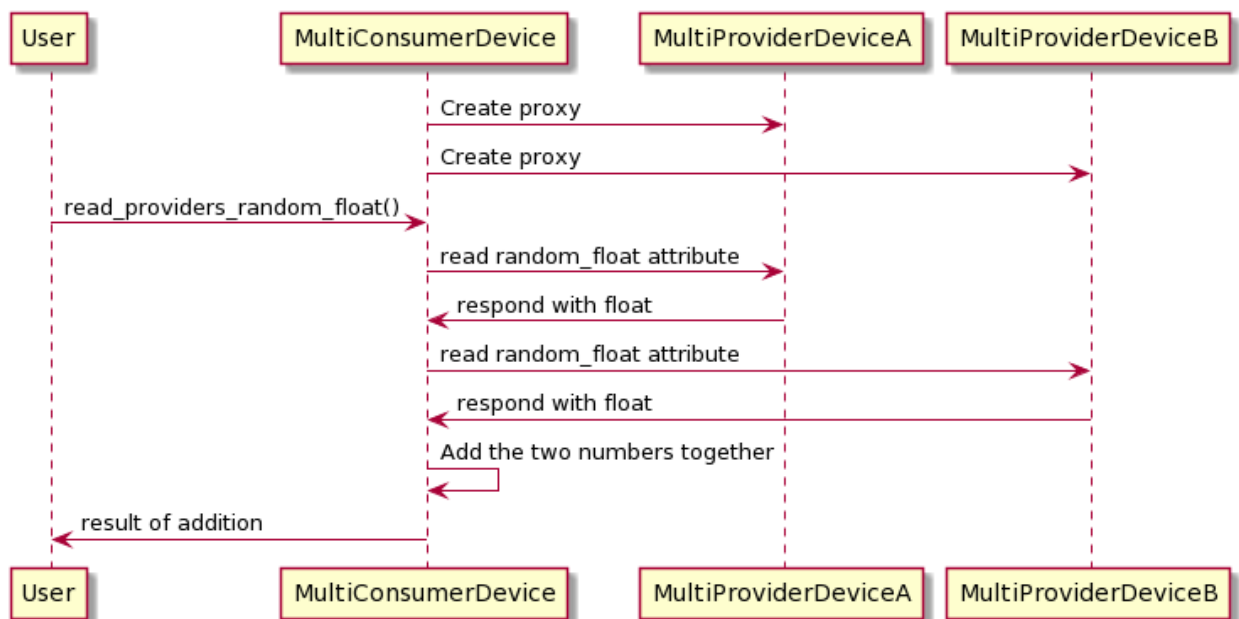 User
MultiConsumerDevice
MultiProviderDeviceA
MultiProviderDeviceB
Create proxy
Create proxy
read_providers_random_float()
read random_float attribute
respond with float
read random_float attribute
respond with float
Add the two numbers together
result of addition
User
MultiConsumerDevice
MultiProviderDeviceA
MultiProviderDeviceB